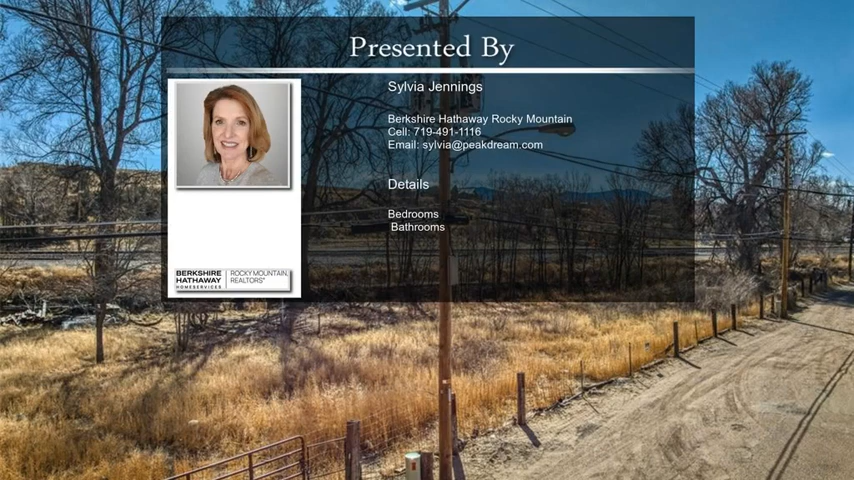 Presented By
Sylvia Jennings
Berkshire Hathaway Rocky Mountain
Cell: 719-491-1116
Email: sylvia@peakdream.com
Details
Bedrooms
Bathrooms
BERKSHIRE
HATHAWAY
HOMESERVICES
ROCKY MOUNTAIN,
REALTORS®